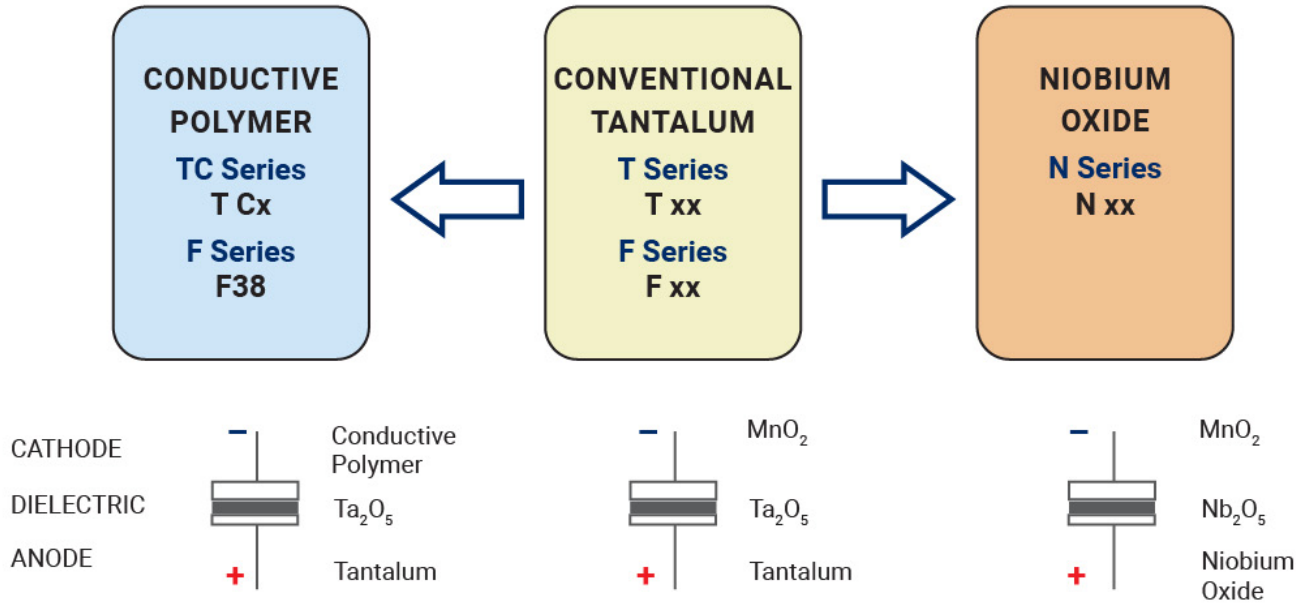 CONDUCTIVE
POLYMER
TC Series
T Cx
F Series
F38
CONVENTIONAL
TANTALUM
T Series
T xx
F Series
F xx
NIOBIUM
OXIDE
N Series
N xx
CATHODE
DIELECTRIC
ANODE
−
Conductive
Polymer
Ta₂O₅
+
Tantalum
−
MnO₂
Ta₂O₅
+
Tantalum
−
MnO₂
Nb₂O₅
+
Niobium
Oxide